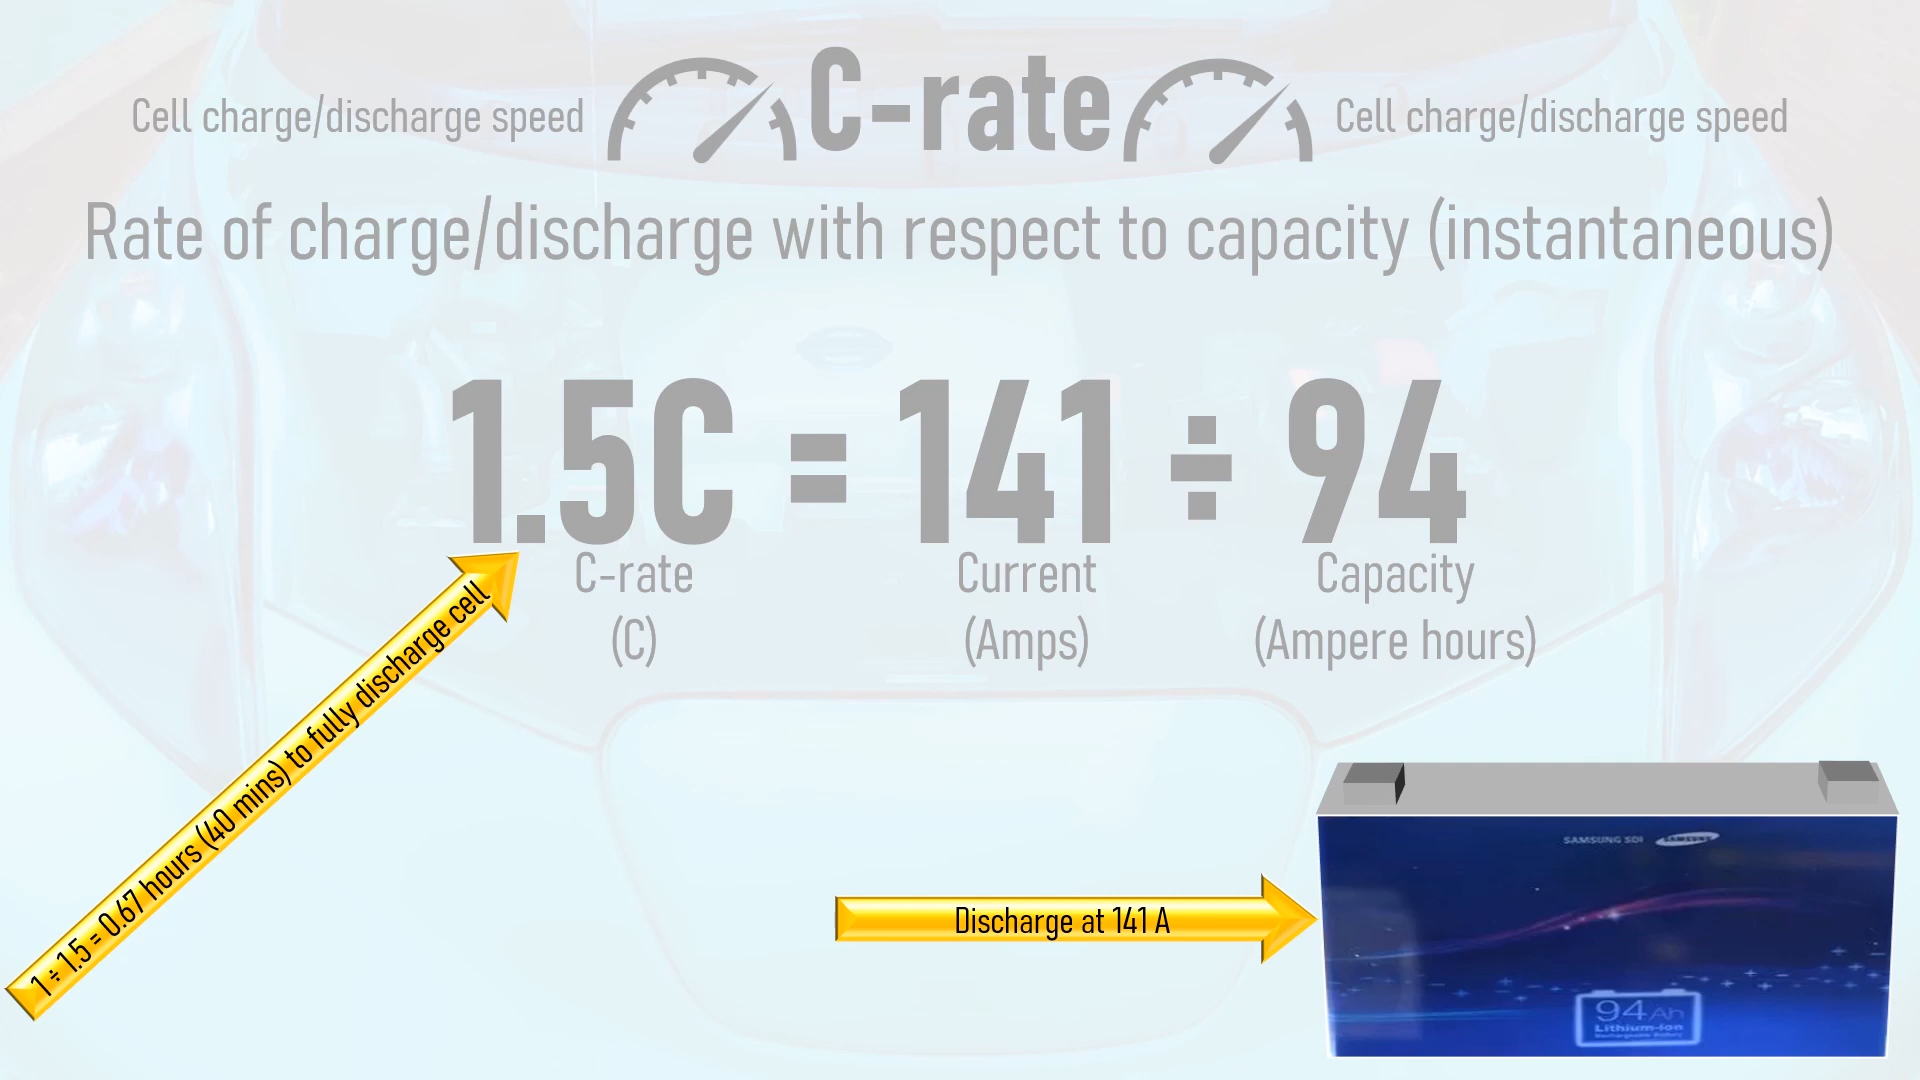 Cell charge/discharge speed
C-rate
Cell charge/discharge speed
Rate of charge/discharge with respect to capacity (instantaneous)
1.5C = 141 ÷ 94
C-rate
(C)
Current
(Amps)
Capacity
(Ampere hours)
1 ÷ 1.5 = 0.67 hours (40 mins) to fully discharge cell
Discharge at 141 A
SAMSUNG SDI
94Ah
Lithium-ion
Rechargeable Battery